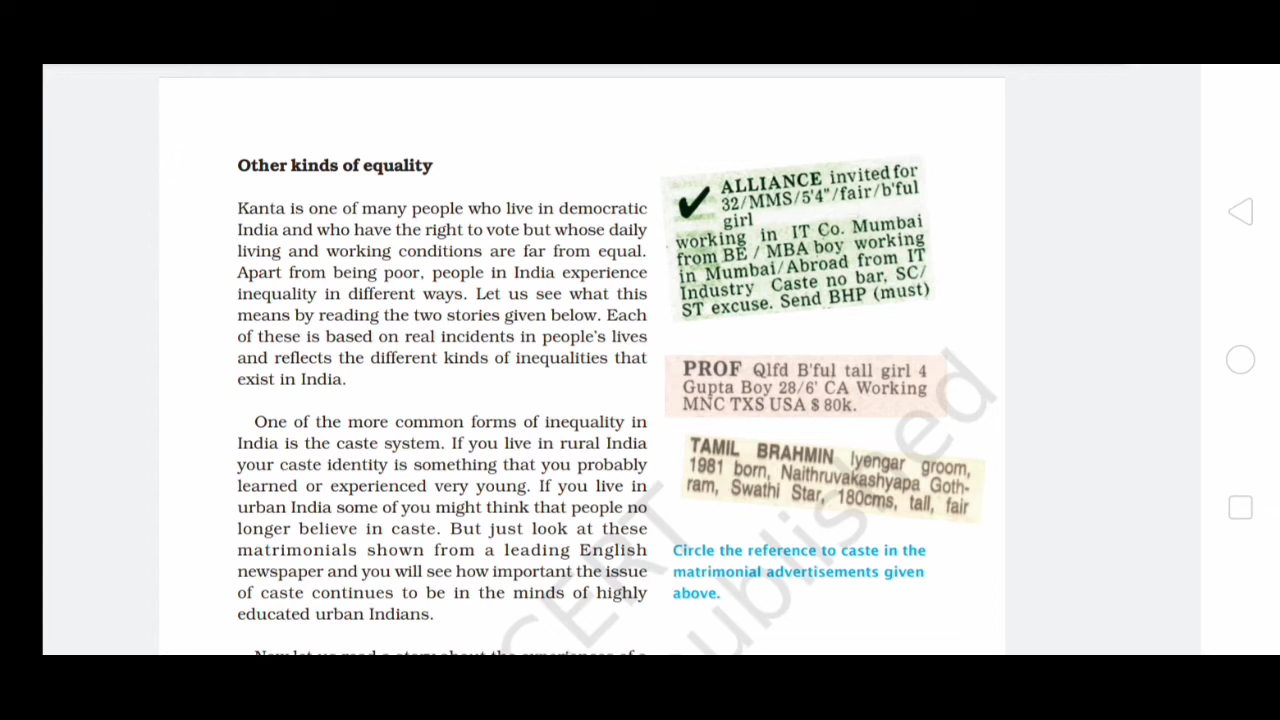 Other kinds of equality
Kanta is one of many people who live in democratic
India and who have the right to vote but whose daily
living and working conditions are far from equal.
Apart from being poor, people in India experience
inequality in different ways. Let us see what this
means by reading the two stories given below. Each
of these is based on real incidents in people's lives
and reflects the different kinds of inequalities that
exist in India.
One of the more common forms of inequality in
India is the caste system. If you live in rural India
your caste identity is something that you probably
learned or experienced very young. If you live in
urban India some of you might think that people no
longer believe in caste. But just look at these
matrimonials shown from a leading English
newspaper and you will see how important the issue
of caste continues to be in the minds of highly
educated urban Indians.
Now let us read a story about the experiences of a
ALLIANCE invited for
32/MMS/5'4"/fair/b'ful
girl
working in IT Co. Mumbai
from BE / MBA boy working
in Mumbai/Abroad from IT
Industry Caste no bar, SC/
ST excuse. Send BHP (must)
PROF Qlfd B'ful tall girl 4
Gupta Boy 28/6' CA Working
MNC TXS USA $ 80k.
TAMIL BRAHMIN Iyengar groom,
1981 born, Naithruvakashyapa Goth-
ram, Swathi Star, 180cms, tall, fair
Circle the reference to caste in the
matrimonial advertisements given
above.
CERT
ublished